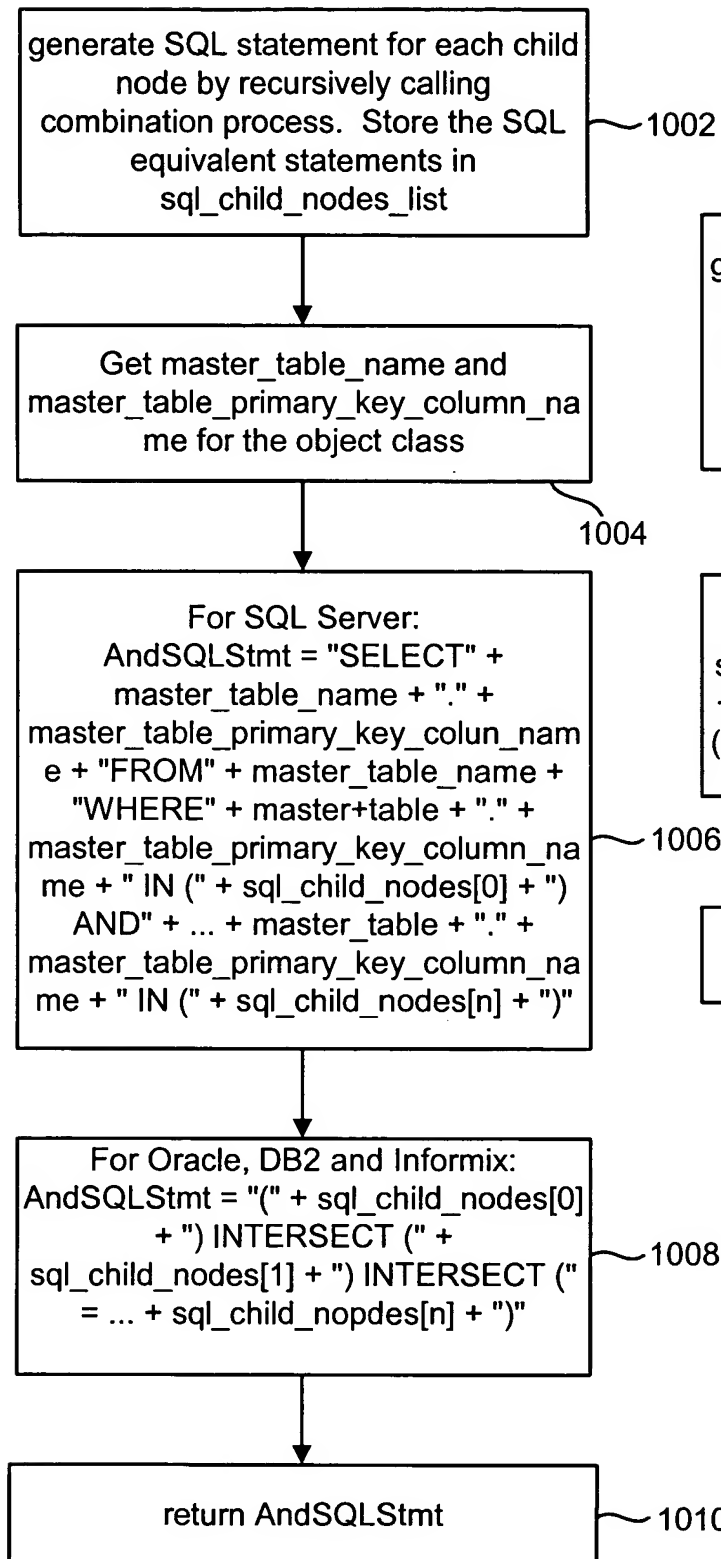 generate SQL statement for each child
node by recursively calling
combination process. Store the SQL
equivalent statements in
sql_child_nodes_list
1002
Get master_table_name and
master_table_primary_key_column_na
me for the object class
1004
For SQL Server:
AndSQLStmt = "SELECT" +
master_table_name + "." +
master_table_primary_key_colun_nam
e + "FROM" + master_table_name +
"WHERE" + master+table + "." +
master_table_primary_key_column_na
me + " IN (" + sql_child_nodes[0] + ")
AND" + ... + master_table + "." +
master_table_primary_key_column_na
me + " IN (" + sql_child_nodes[n] + ")"
1006
For Oracle, DB2 and Informix:
AndSQLStmt = "(" + sql_child_nodes[0]
+ ") INTERSECT (" +
sql_child_nodes[1] + ") INTERSECT ("
= ... + sql_child_nopdes[n] + ")"
1008
return AndSQLStmt
1010
g
s
(